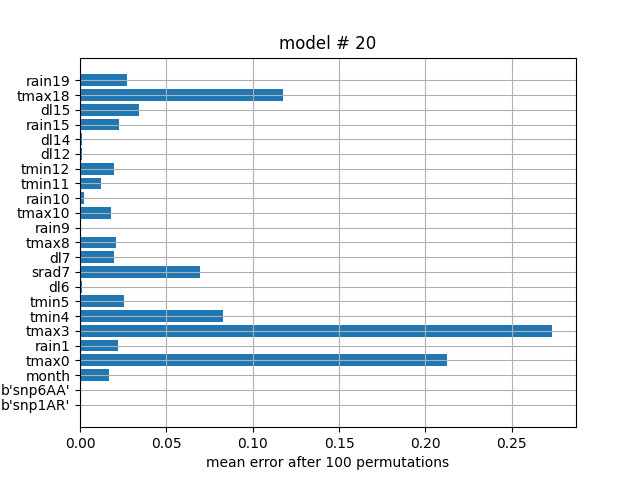 model # 20
rain19
tmax18
dl15
rain15
dl14
dl12
tmin12
tmin11
rain10
tmax10
rain9
tmax8
dl7
srad7
dl6
tmin5
tmin4
tmax3
rain1
tmax0
month
b'snp6AA'
b'snp1AR'
0.00 0.05 0.10 0.15 0.20 0.25
mean error after 100 permutations